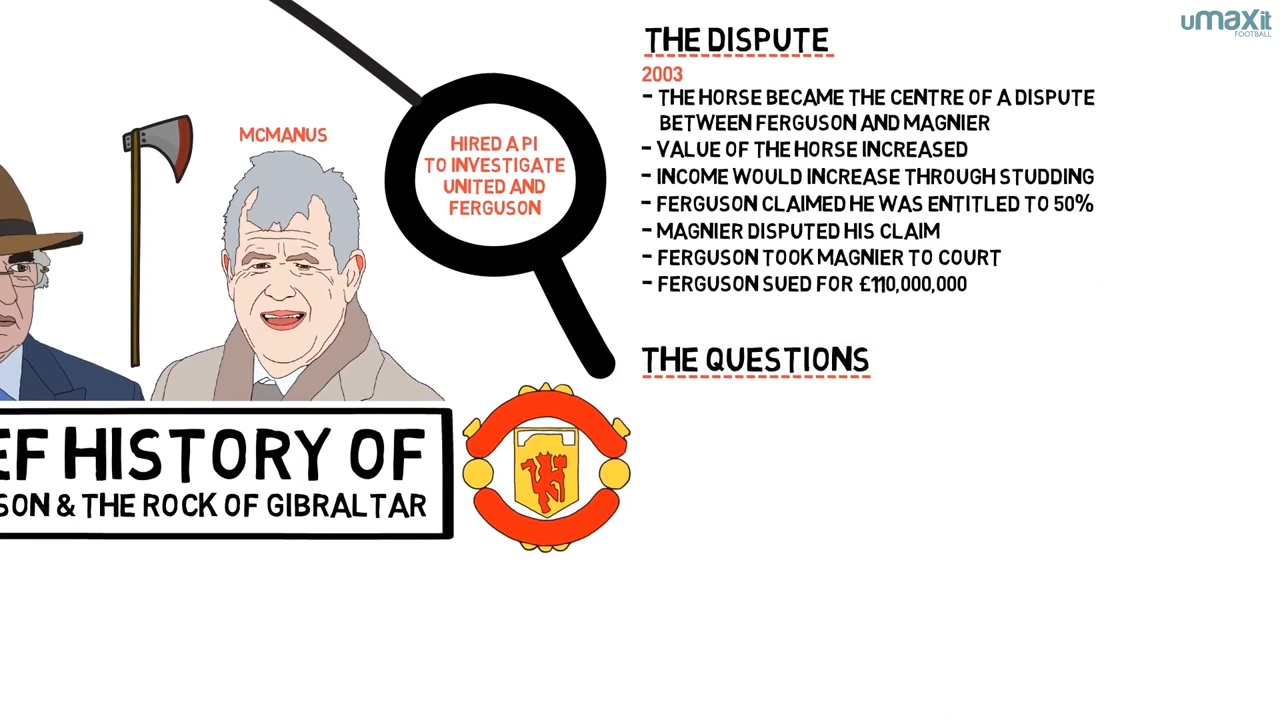 umaxit
FOOTBALL
THE DISPUTE
2003
- THE HORSE BECAME THE CENTRE OF A DISPUTE
BETWEEN FERGUSON AND MAGNIER
- VALUE OF THE HORSE INCREASED
- INCOME WOULD INCREASE THROUGH STUDDING
- FERGUSON CLAIMED HE WAS ENTITLED TO 50%
- MAGNIER DISPUTED HIS CLAIM
- FERGUSON TOOK MAGNIER TO COURT
- FERGUSON SUED FOR £110,000,000
THE QUESTIONS
MCMANUS
HIRED A PI
TO INVESTIGATE
UNITED AND
FERGUSON
EF HISTORY OF
SON & THE ROCK OF GIBRALTAR